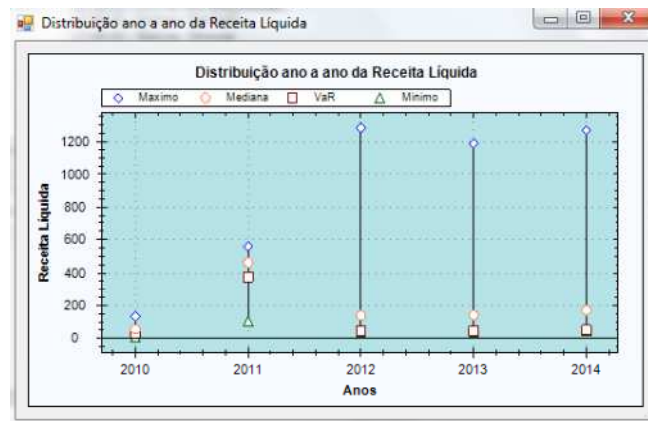 Distribuição ano a ano da Receita Líquida
Distribuição ano a ano da Receita Líquida
Maximo Mediana VaR Minimo
Receita Líquida
1200
1000
800
600
400
200
0
2010 2011 2012 2013 2014
Anos